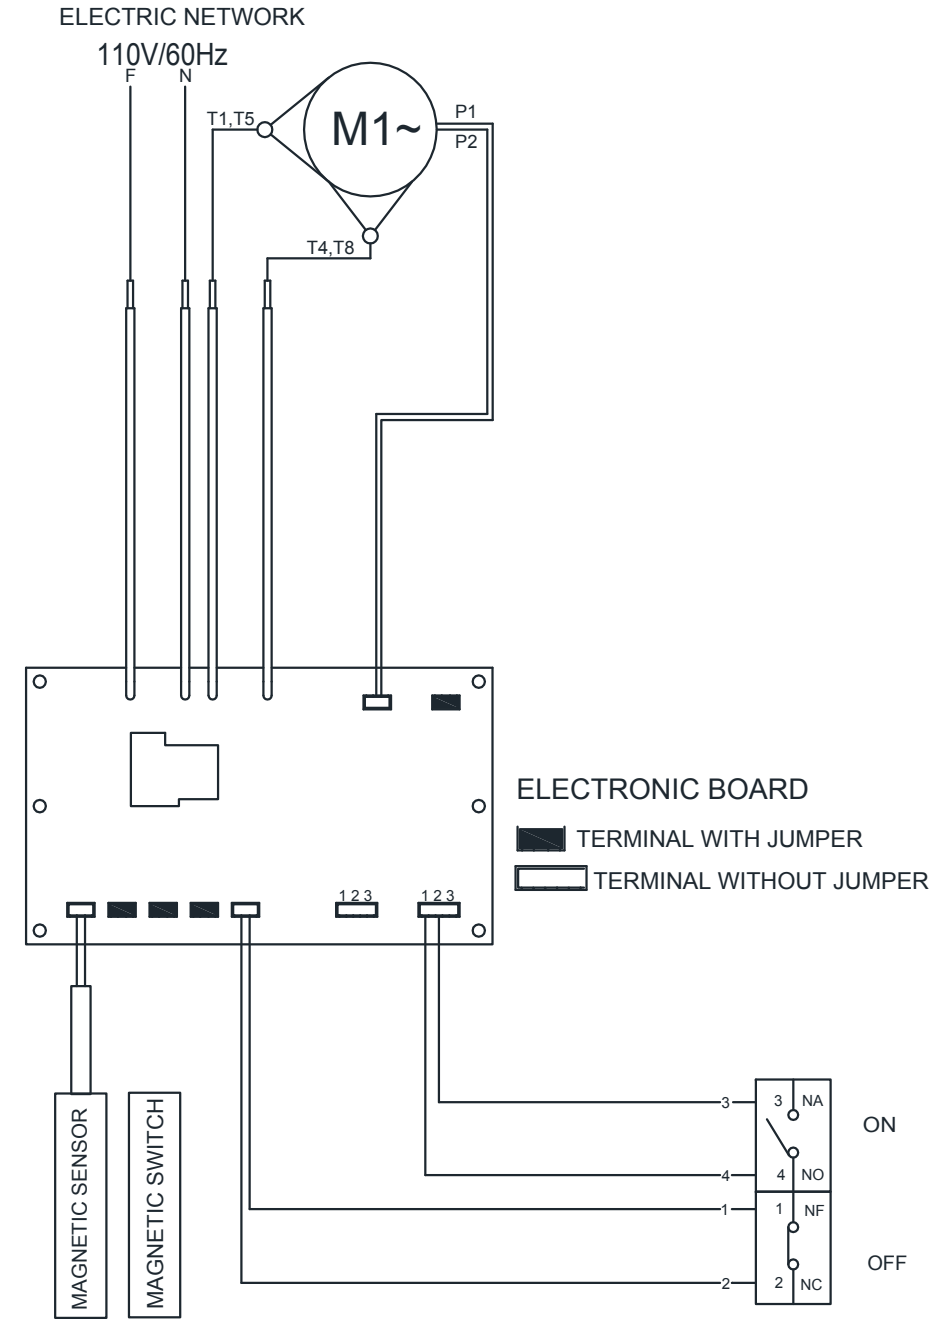 ELECTRIC NETWORK
110V/60Hz
F
N
T1,T5
M1~
P1
P2
T4,T8
ELECTRONIC BOARD
TERMINAL WITH JUMPER
TERMINAL WITHOUT JUMPER
1 2 3
1 2 3
MAGNETIC SENSOR
MAGNETIC SWITCH
3
3 NA
ON
4
4 NO
1
1 NF
OFF
2
2 NC